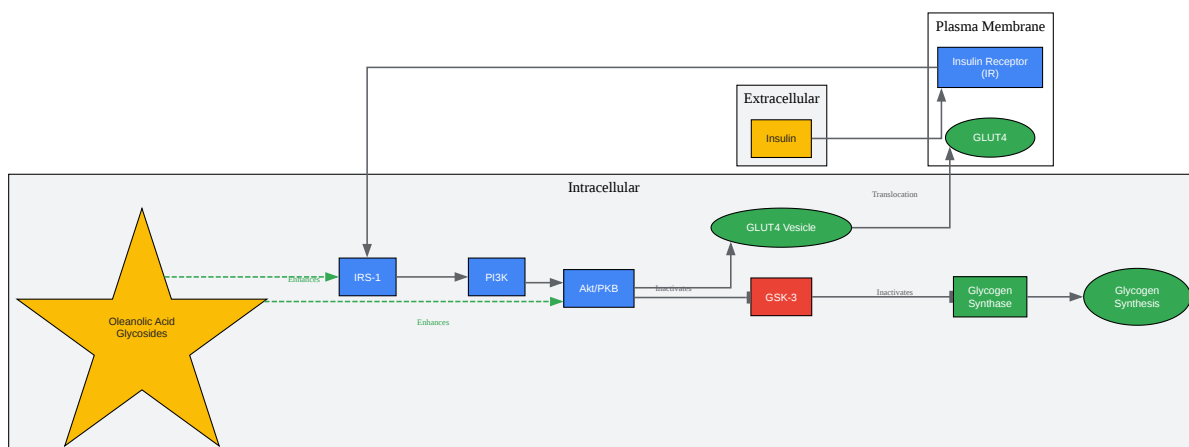 Plasma Membrane
Insulin Receptor
(IR)
Extracellular
Insulin
GLUT4
Intracellular
Translocation
GLUT4 Vesicle
Enhances
IRS-1
PI3K
Akt/PKB
Inactivates
GSK-3
Inactivates
Glycogen
Synthase
Glycogen
Synthesis
Oleanolic Acid
Glycosides
Enhances